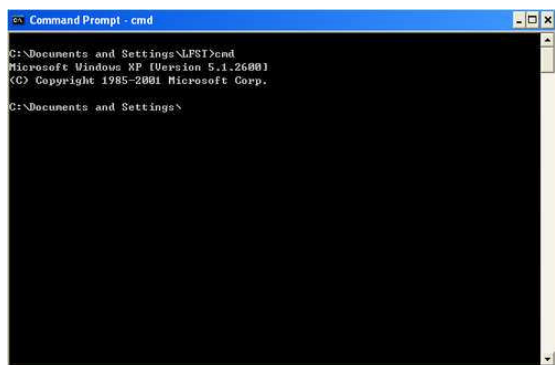 Command Prompt - cmd
C:\Documents and Settings\LFST>cmd
Microsoft Windows XP [Version 5.1.2600]
(C) Copyright 1985-2001 Microsoft Corp.
C:\Documents and Settings\